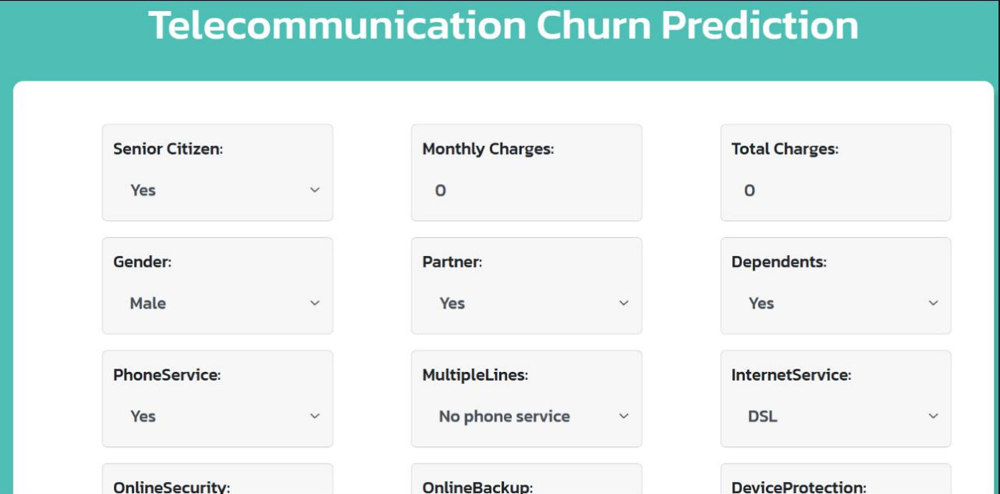 Telecommunication Churn Prediction
Senior Citizen:
Monthly Charges:
Total Charges:
Yes
0
0
Gender:
Partner:
Dependents:
Male
Yes
Yes
PhoneService:
MultipleLines:
InternetService:
Yes
No phone service
DSL
OnlineSecurity:
OnlineBackup:
DeviceProtection: